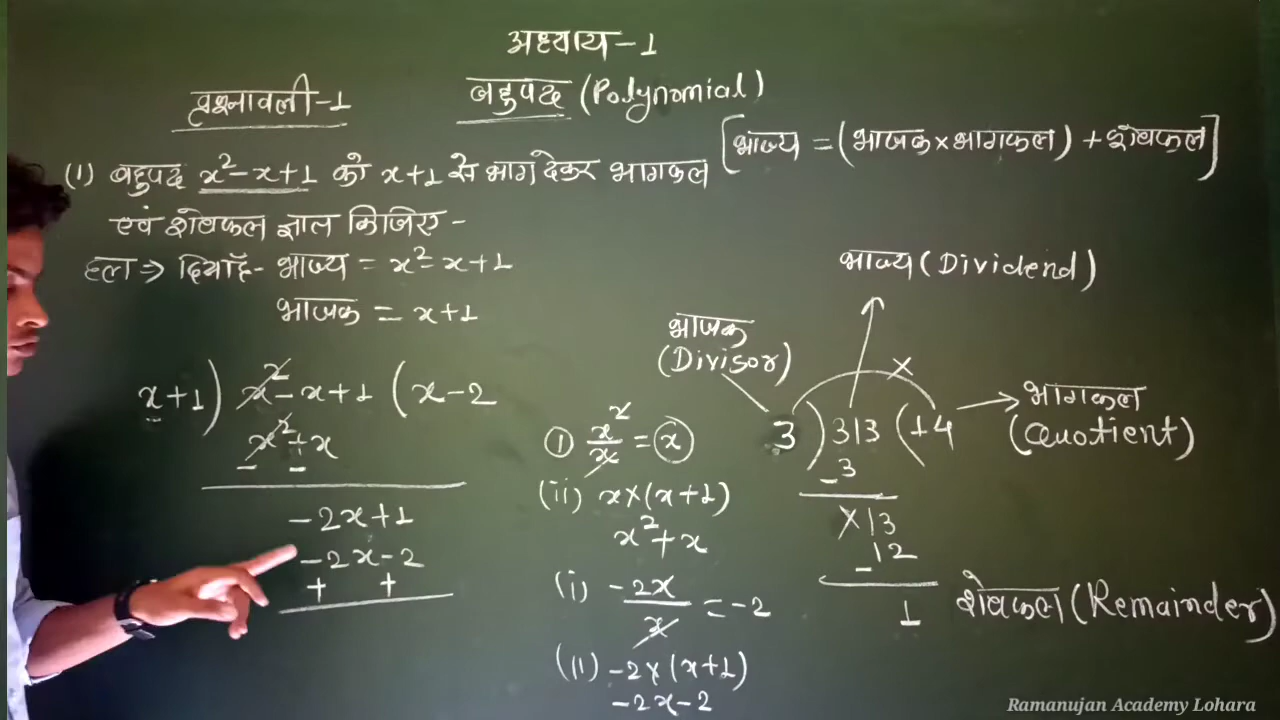 अध्याय-1
बहुपद (Polynomial)
प्रश्नावली-1
[भाज्य = (भाजक × भागफल) + शेषफल]
(1) बहुपद x²-x+1 को x+1 से भाग देकर भागफल
एवं शेषफल ज्ञात किजिए -
हल ⇒ दिया है- भाज्य = x²-x+1
भाजक = x+1
x+1) x²-x+1 (x-2
x²+x
- -
-2x+1
-2x-2
+ +
① x²/x = x
(ii) x×(x+1)
x²+x
(i) -2x/x = -2
(ii) -2×(x+1)
-2x-2
भाज्य (Dividend)
भाजक
(Divisor)
×
3) 313 (14
-3
×13
-12
1
भागफल
(Quotient)
शेषफल (Remainder)
Ramanujan Academy Lohara